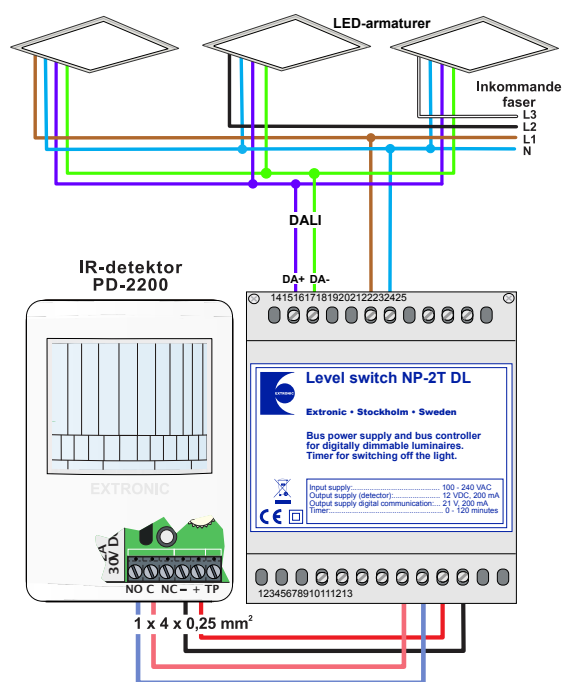 LED-armaturer
Inkommande
faser
L3
L2
L1
N
DALI
DA+ DA-
IR-detektor
PD-2200
141516171819202122232425
EXTRONIC
Level switch NP-2T DL
Extronic • Stockholm • Sweden
Bus power supply and bus controller
for digitally dimmable luminaires.
Timer for switching off the light.
Input supply:................................ 100 - 240 VAC
Output supply (detector):................ 12 VDC, 200 mA
Output supply digital communication:... 21 V, 200 mA
Timer:.................................................. 0 - 120 minutes
EXTRONIC
30V
NO C NC - + TP
12345678910111213
1 x 4 x 0,25 mm²